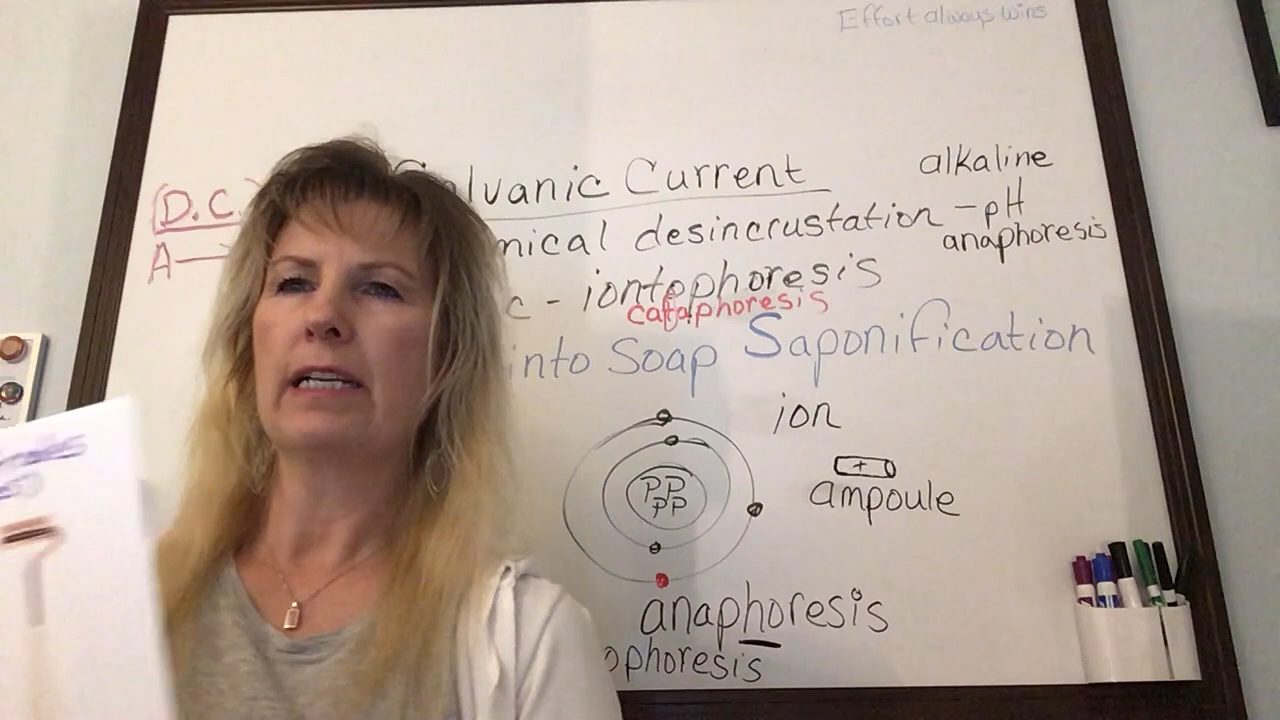 Effort always wins
alkaline
(D.C. Galvanic Current
mical desincrustation - pH
A— anaphoresis
c - iontophoresis
cataphoresis
into Soap Saponification
ion
PP
PP
+
ampoule
anaphoresis
ophoresis